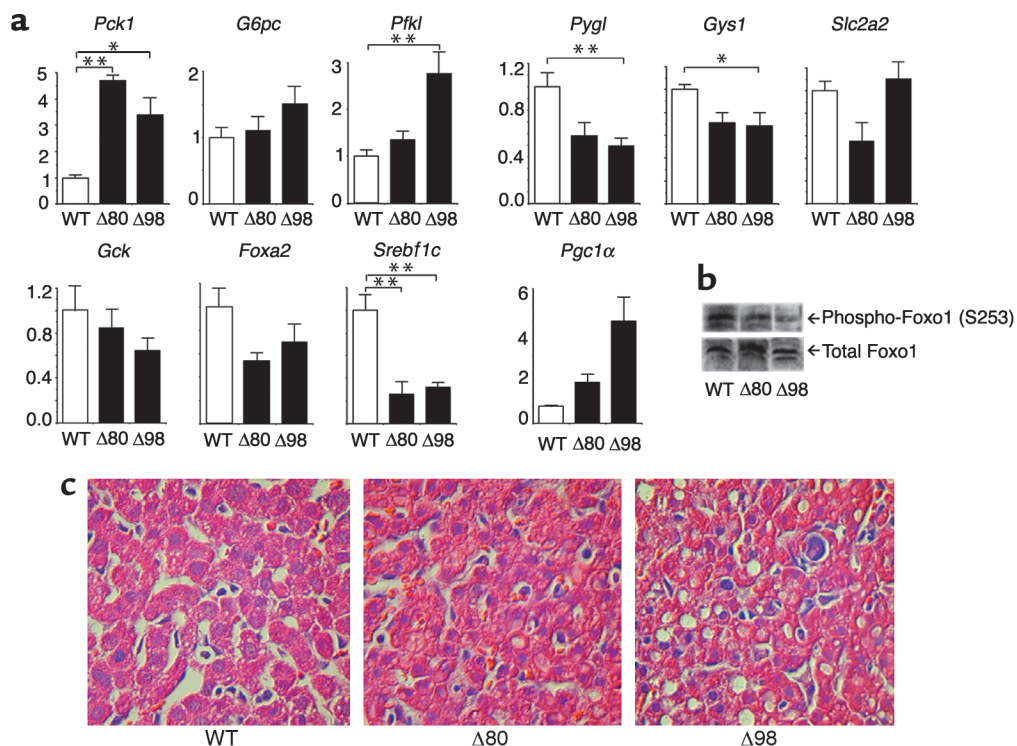 a
Pck1 G6pc Pfkl Pygl Gys1 Slc2a2
* ** ** ** *
5 4 3 2 1 0
2 1 0
3 2 1 0
1.2 0.8 0.4 0.0
WT Δ80 Δ98 WT Δ80 Δ98 WT Δ80 Δ98 WT Δ80 Δ98 WT Δ80 Δ98 WT Δ80 Δ98
Gck Foxa2 Srebf1c Pgc1α
** **
1.2 0.8 0.4 0.0
6 4 2 0
WT Δ80 Δ98 WT Δ80 Δ98 WT Δ80 Δ98 WT Δ80 Δ98
b
←Phospho-Foxo1 (S253)
←Total Foxo1
WT Δ80 Δ98
c
WT Δ80 Δ98